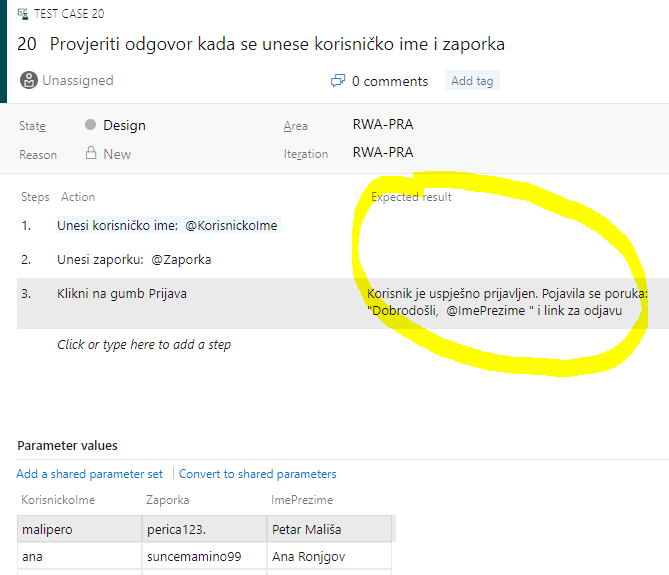 TEST CASE 20
20 Provjeriti odgovor kada se unese korisničko ime i zaporka
Unassigned 0 comments Add tag
State Design Area RWA-PRA
Reason New Iteration RWA-PRA
Steps Action Expected result
1. Unesi korisničko ime: @KorisnickoIme
2. Unesi zaporku: @Zaporka
3. Klikni na gumb Prijava Korisnik je uspješno prijavljen. Pojavila se poruka:
"Dobrodošli, @ImePrezime " i link za odjavu
Click or type here to add a step
Parameter values
Add a shared parameter set Convert to shared parameters
KorisnickoIme Zaporka ImePrezime
malipero perica123. Petar Mališa
ana suncemamino99 Ana Ronjgov